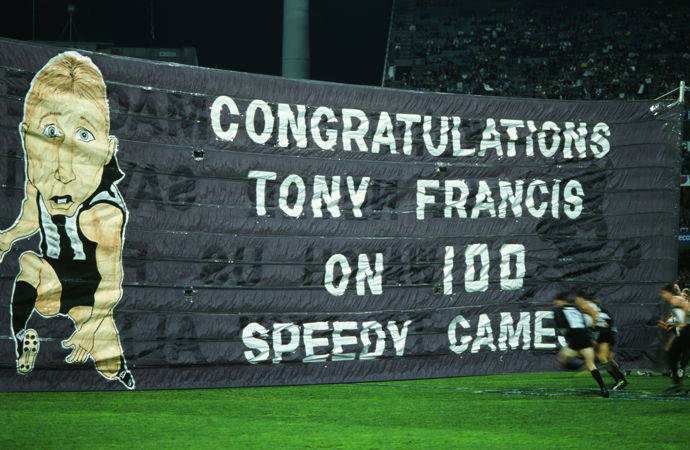 CONGRATULATIONS
TONY FRANCIS
ON 100
SPEEDY GAMES